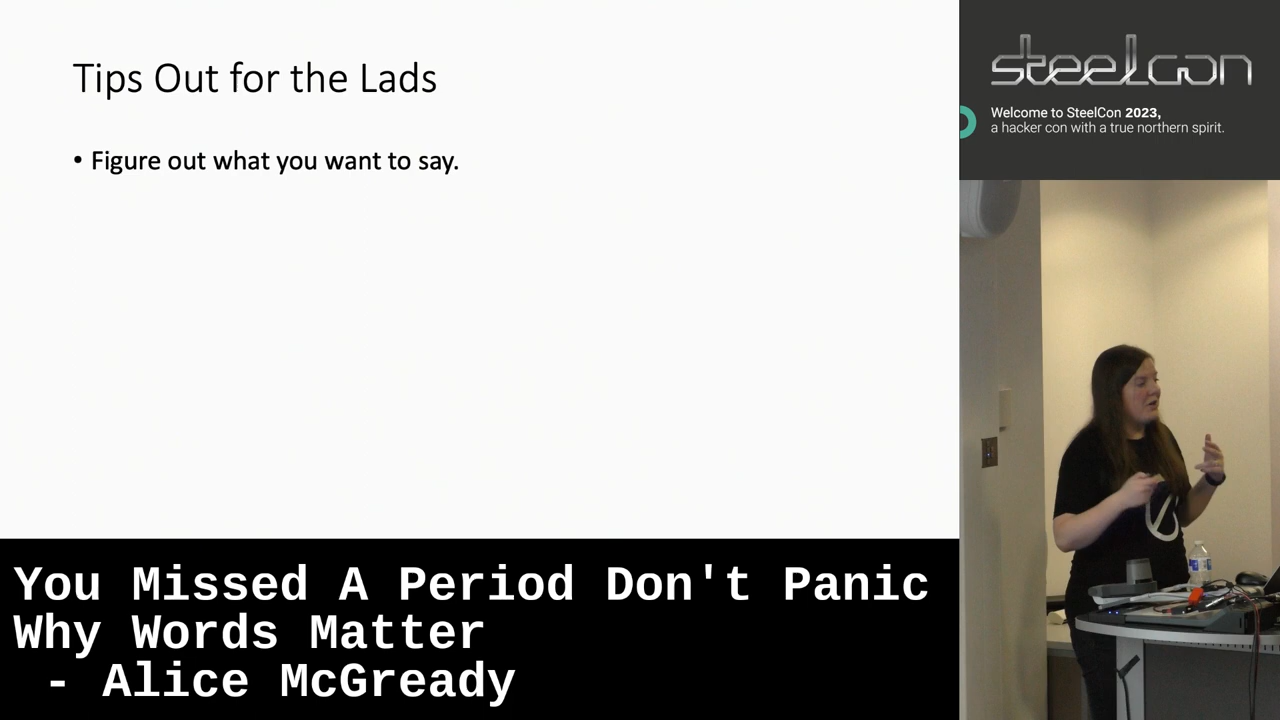 Tips Out for the Lads
• Figure out what you want to say.
steelcon
Welcome to SteelCon 2023,
a hacker con with a true northern spirit.
You Missed A Period Don't Panic
Why Words Matter
- Alice McGready